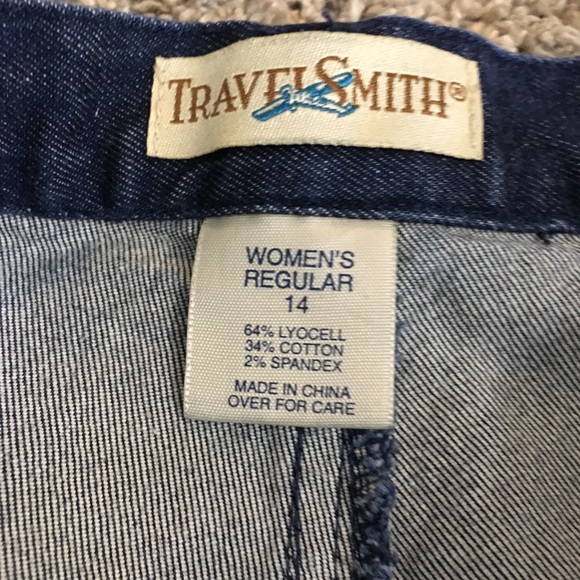 TRAVELSMITH®
WOMEN'S
REGULAR
14
64% LYOCELL
34% COTTON
2% SPANDEX
MADE IN CHINA
OVER FOR CARE